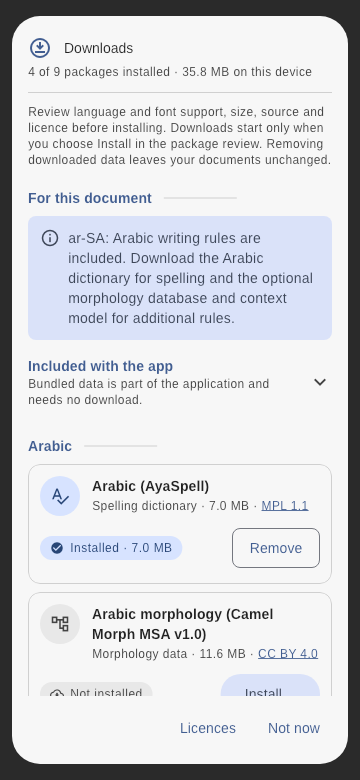 Downloads
4 of 9 packages installed · 35.8 MB on this device
Review language and font support, size, source and
licence before installing. Downloads start only when
you choose Install in the package review. Removing
downloaded data leaves your documents unchanged.
For this document
ar-SA: Arabic writing rules are
included. Download the Arabic
dictionary for spelling and the optional
morphology database and context
model for additional rules.
Included with the app
Bundled data is part of the application and
needs no download.
Arabic
Arabic (AyaSpell)
Spelling dictionary · 7.0 MB · MPL 1.1
Installed · 7.0 MB
Remove
Arabic morphology (Camel
Morph MSA v1.0)
Morphology data · 11.6 MB · CC BY 4.0
Not installed
Install
Licences
Not now